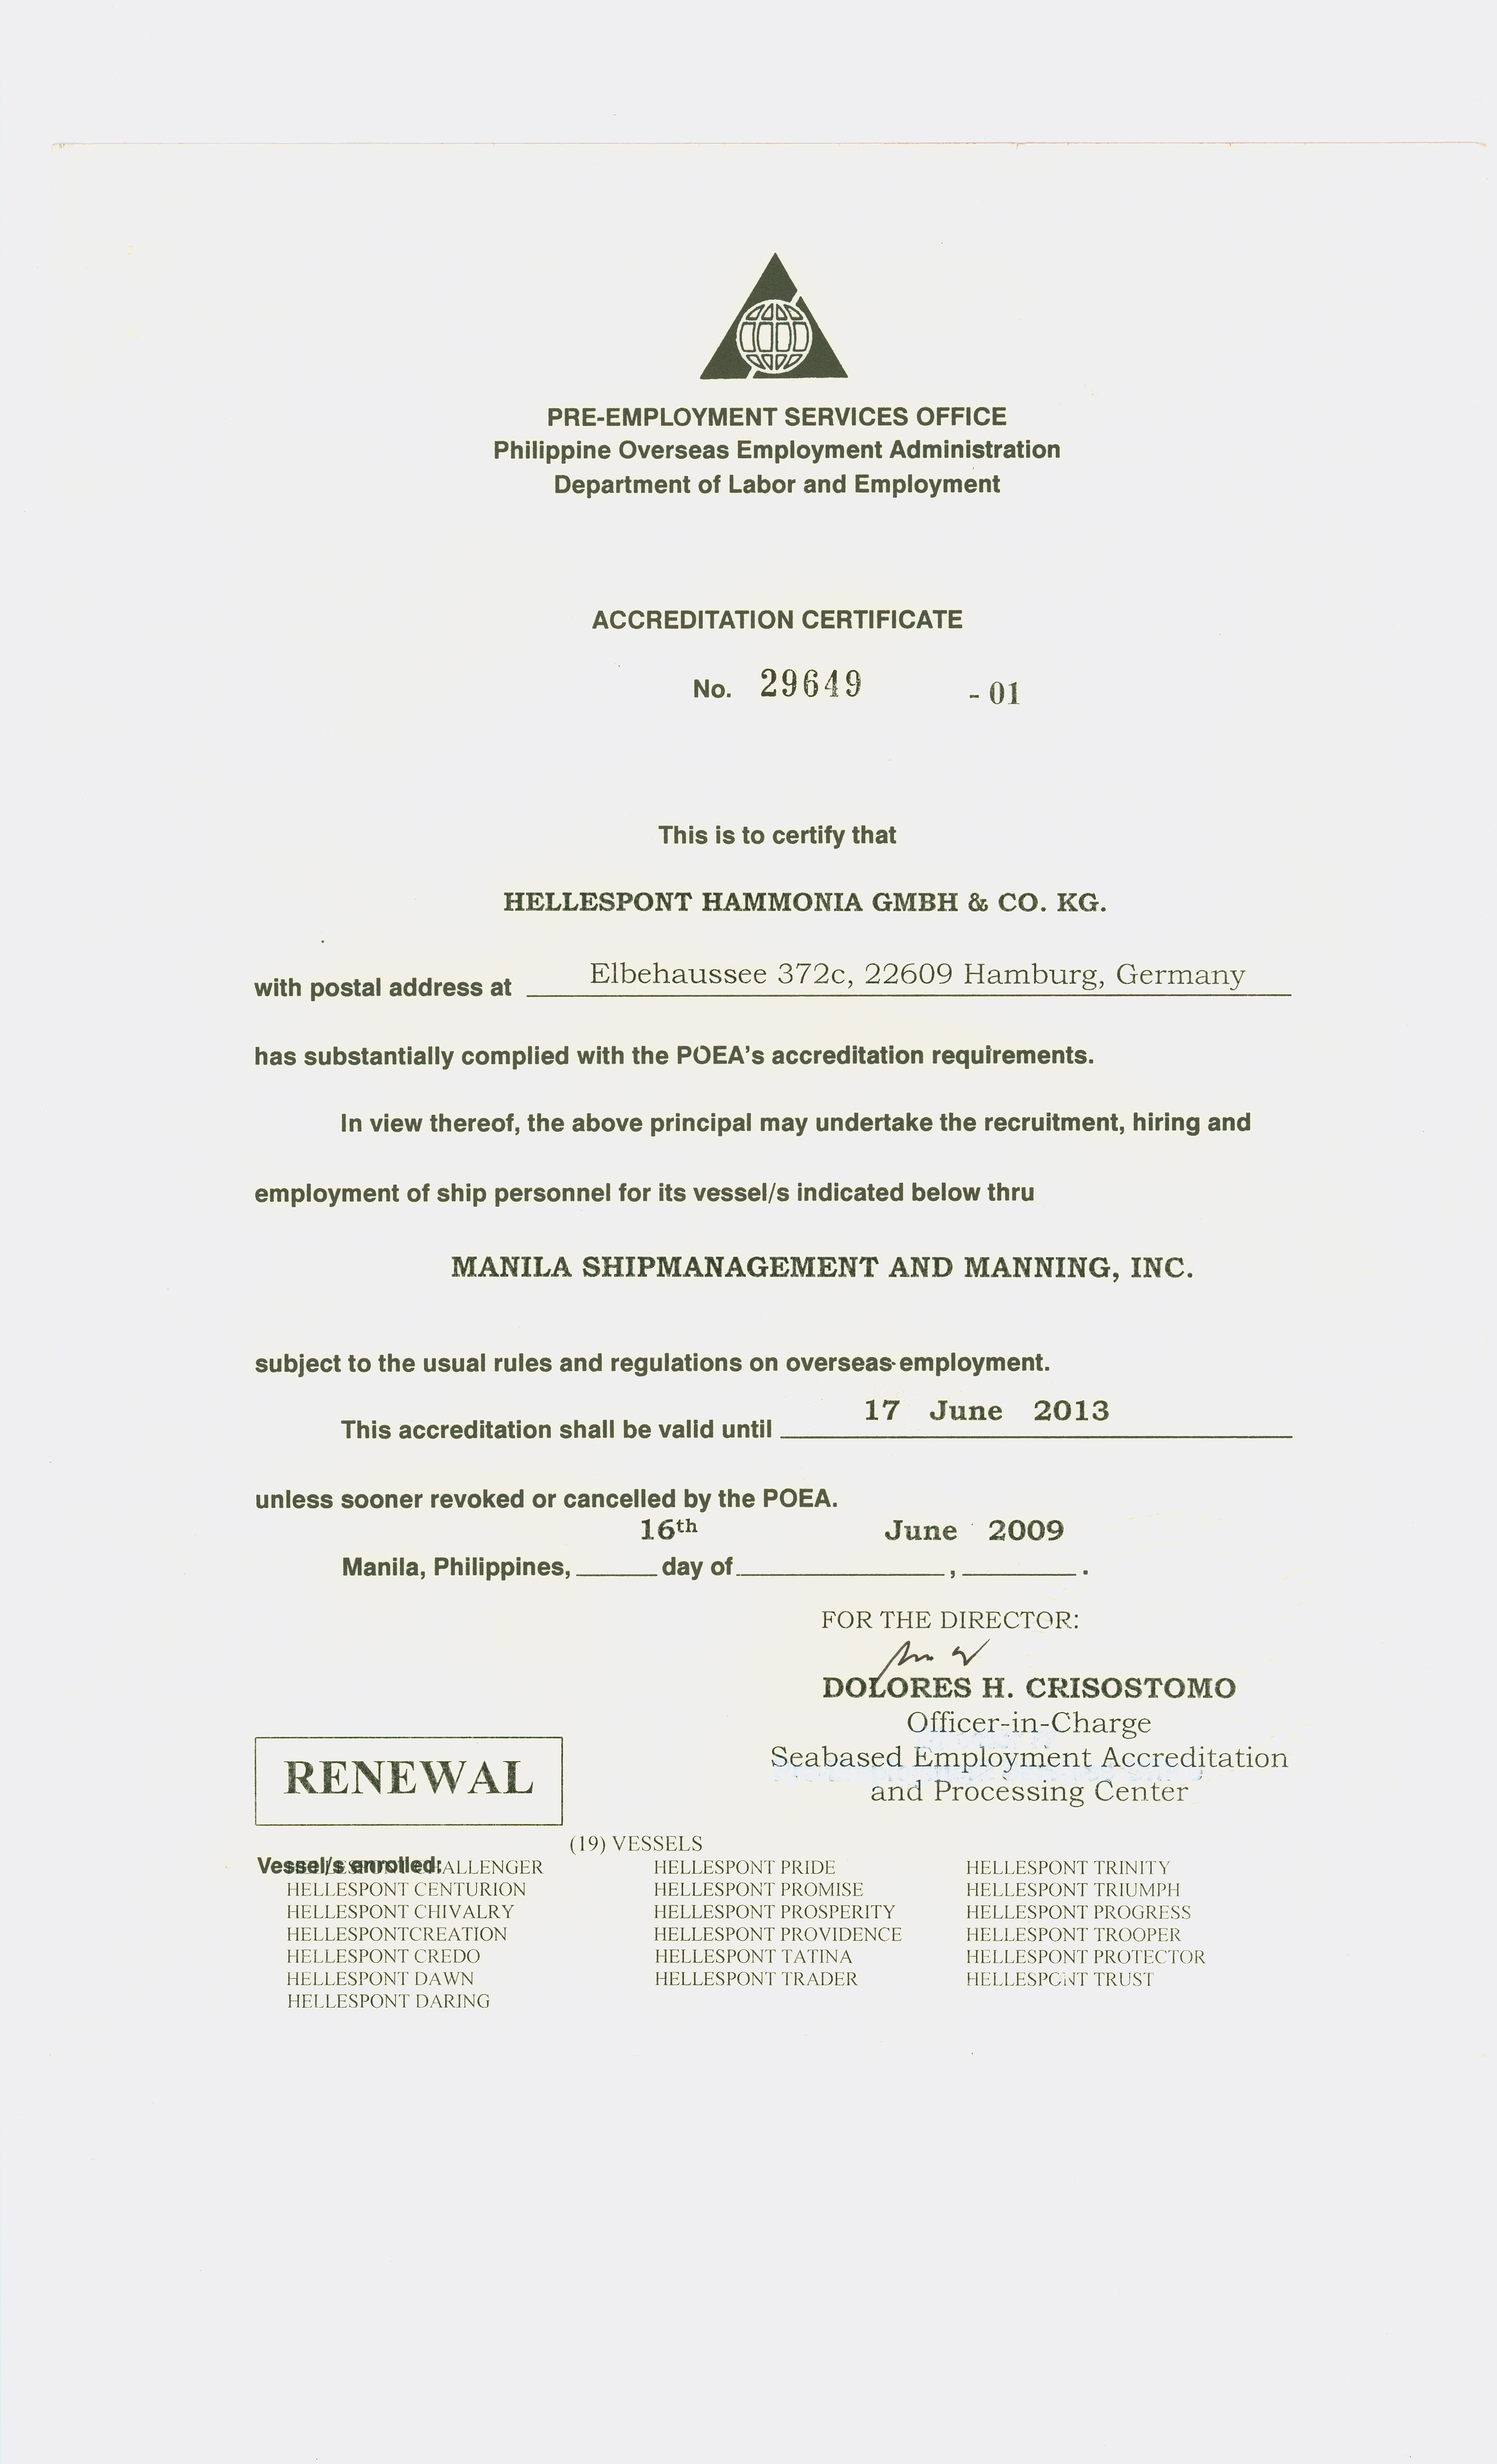 PRE-EMPLOYMENT SERVICES OFFICE
Philippine Overseas Employment Administration
Department of Labor and Employment
ACCREDITATION CERTIFICATE
No. 29649 - 01
This is to certify that
HELLESPONT HAMMONIA GMBH & CO. KG.
with postal address at Elbehaussee 372c, 22609 Hamburg, Germany
has substantially complied with the POEA's accreditation requirements.
In view thereof, the above principal may undertake the recruitment, hiring and
employment of ship personnel for its vessel/s indicated below thru
MANILA SHIPMANAGEMENT AND MANNING, INC.
subject to the usual rules and regulations on overseas employment.
This accreditation shall be valid until 17 June 2013
unless sooner revoked or cancelled by the POEA.
Manila, Philippines, 16th day of June , 2009 .
FOR THE DIRECTOR:
DOLORES H. CRISOSTOMO
Officer-in-Charge
Seabased Employment Accreditation
and Processing Center
RENEWAL
(19) VESSELS
Vessel/s enrolled: HELLESPONT CHALLENGER HELLESPONT PRIDE HELLESPONT TRINITY
HELLESPONT CENTURION HELLESPONT PROMISE HELLESPONT TRIUMPH
HELLESPONT CHIVALRY HELLESPONT PROSPERITY HELLESPONT PROGRESS
HELLESPONTCREATION HELLESPONT PROVIDENCE HELLESPONT TROOPER
HELLESPONT CREDO HELLESPONT TATINA HELLESPONT PROTECTOR
HELLESPONT DAWN HELLESPONT TRADER HELLESPONT TRUST
HELLESPONT DARING